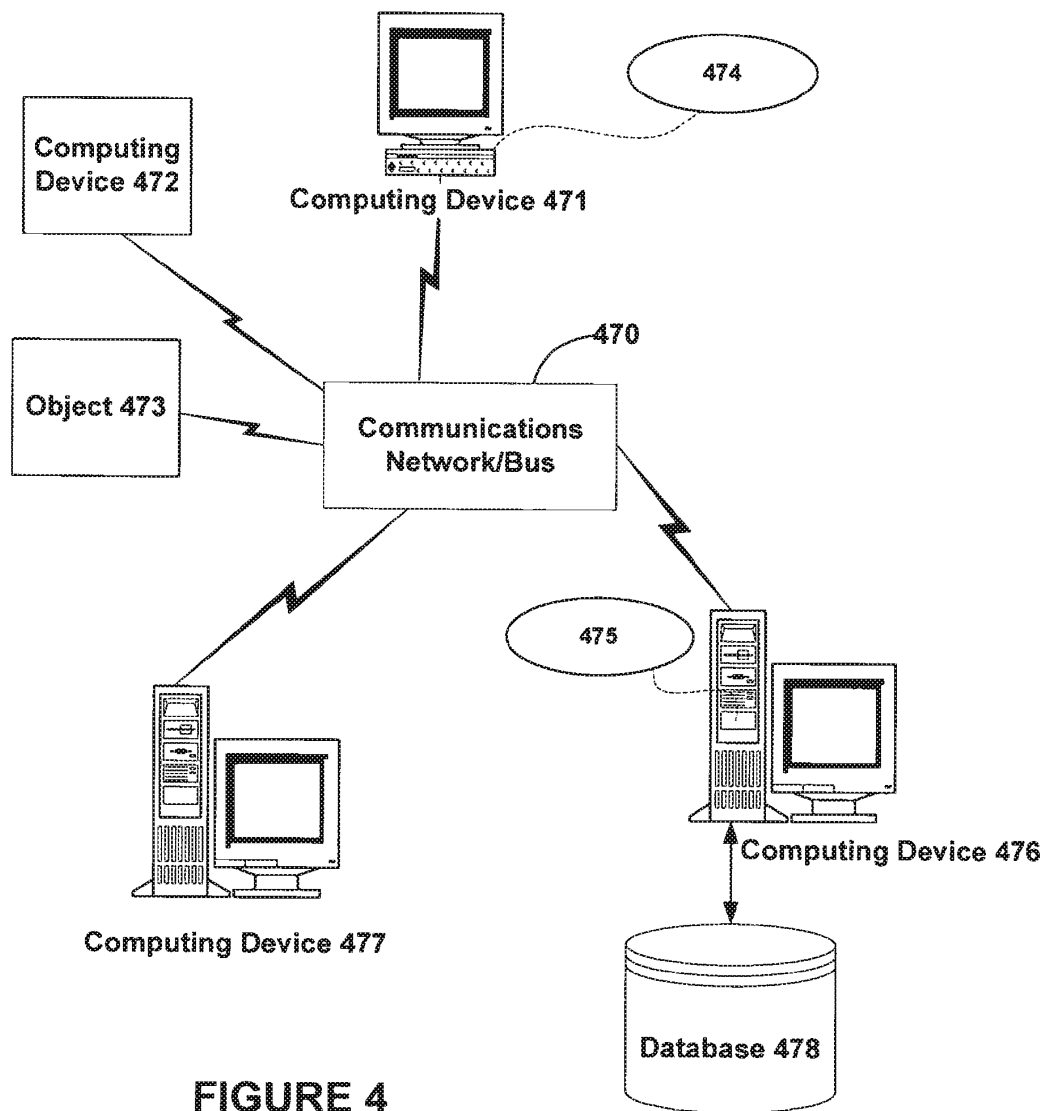 474
Computing
Device 472
Computing Device 471
470
Object 473
Communications
Network/Bus
475
Computing Device 476
Computing Device 477
Database 478
FIGURE 4